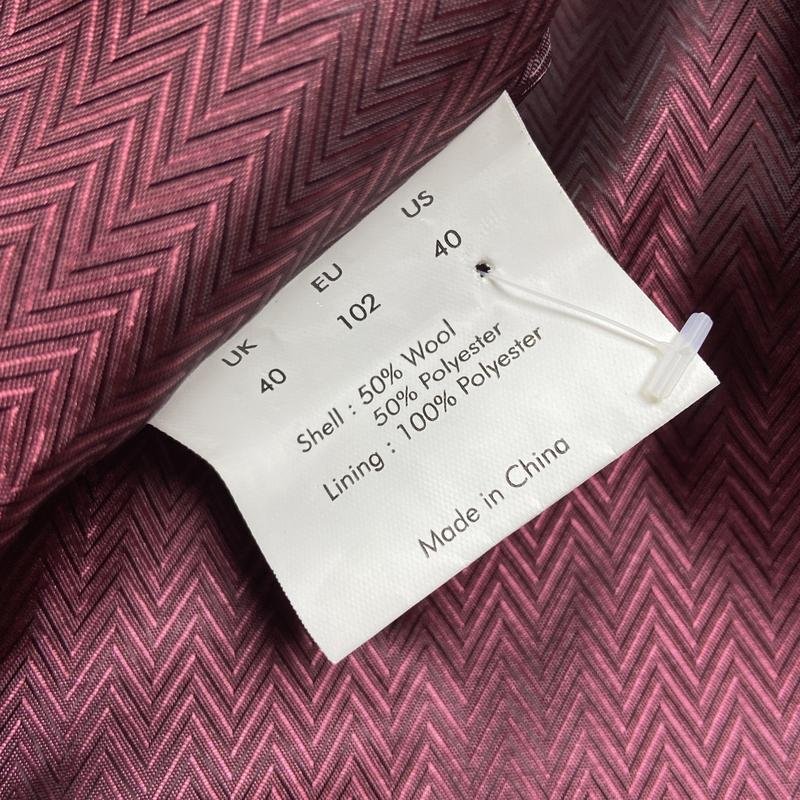 UK EU US
40 102 40
Shell : 50% Wool
50% Polyester
Lining : 100% Polyester
Made in China